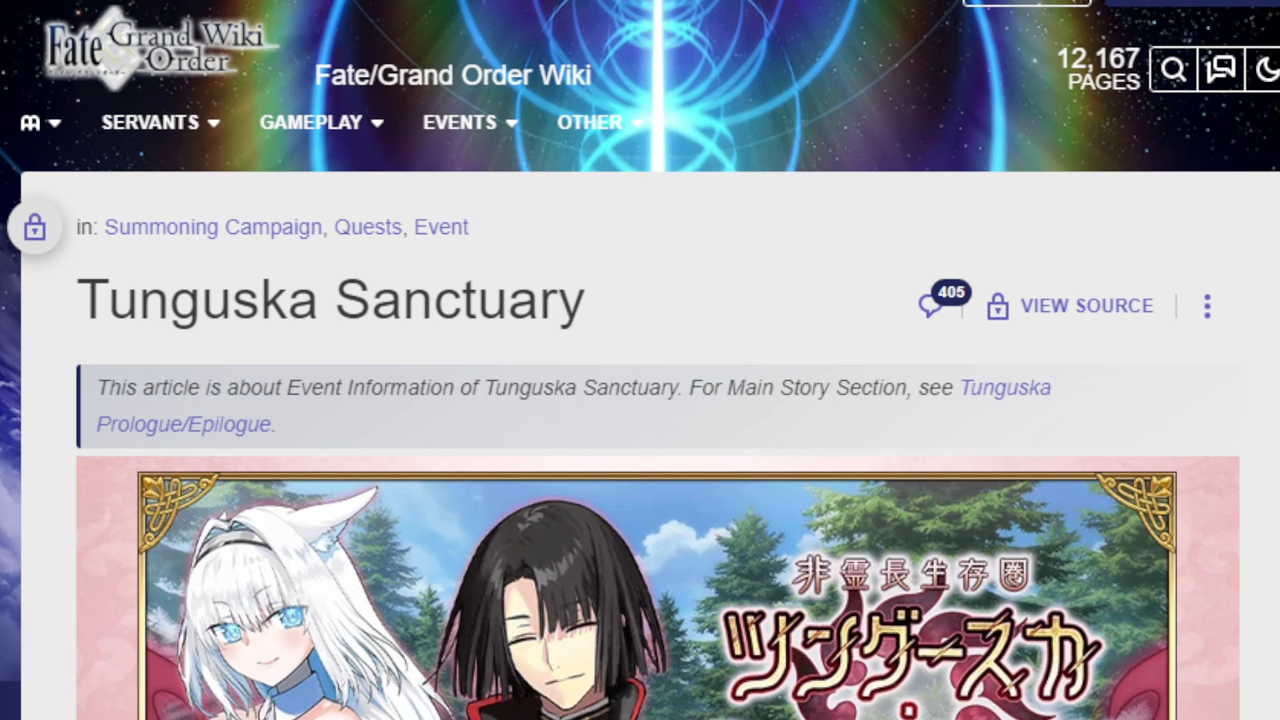 Fate Grand Wiki
Order
Fate/Grand Order Wiki
12,167
PAGES
SERVANTS GAMEPLAY EVENTS OTHER
in: Summoning Campaign, Quests, Event
Tunguska Sanctuary
405
VIEW SOURCE
This article is about Event Information of Tunguska Sanctuary. For Main Story Section, see Tunguska
Prologue/Epilogue.
非霊長生存圏
ツングースカ